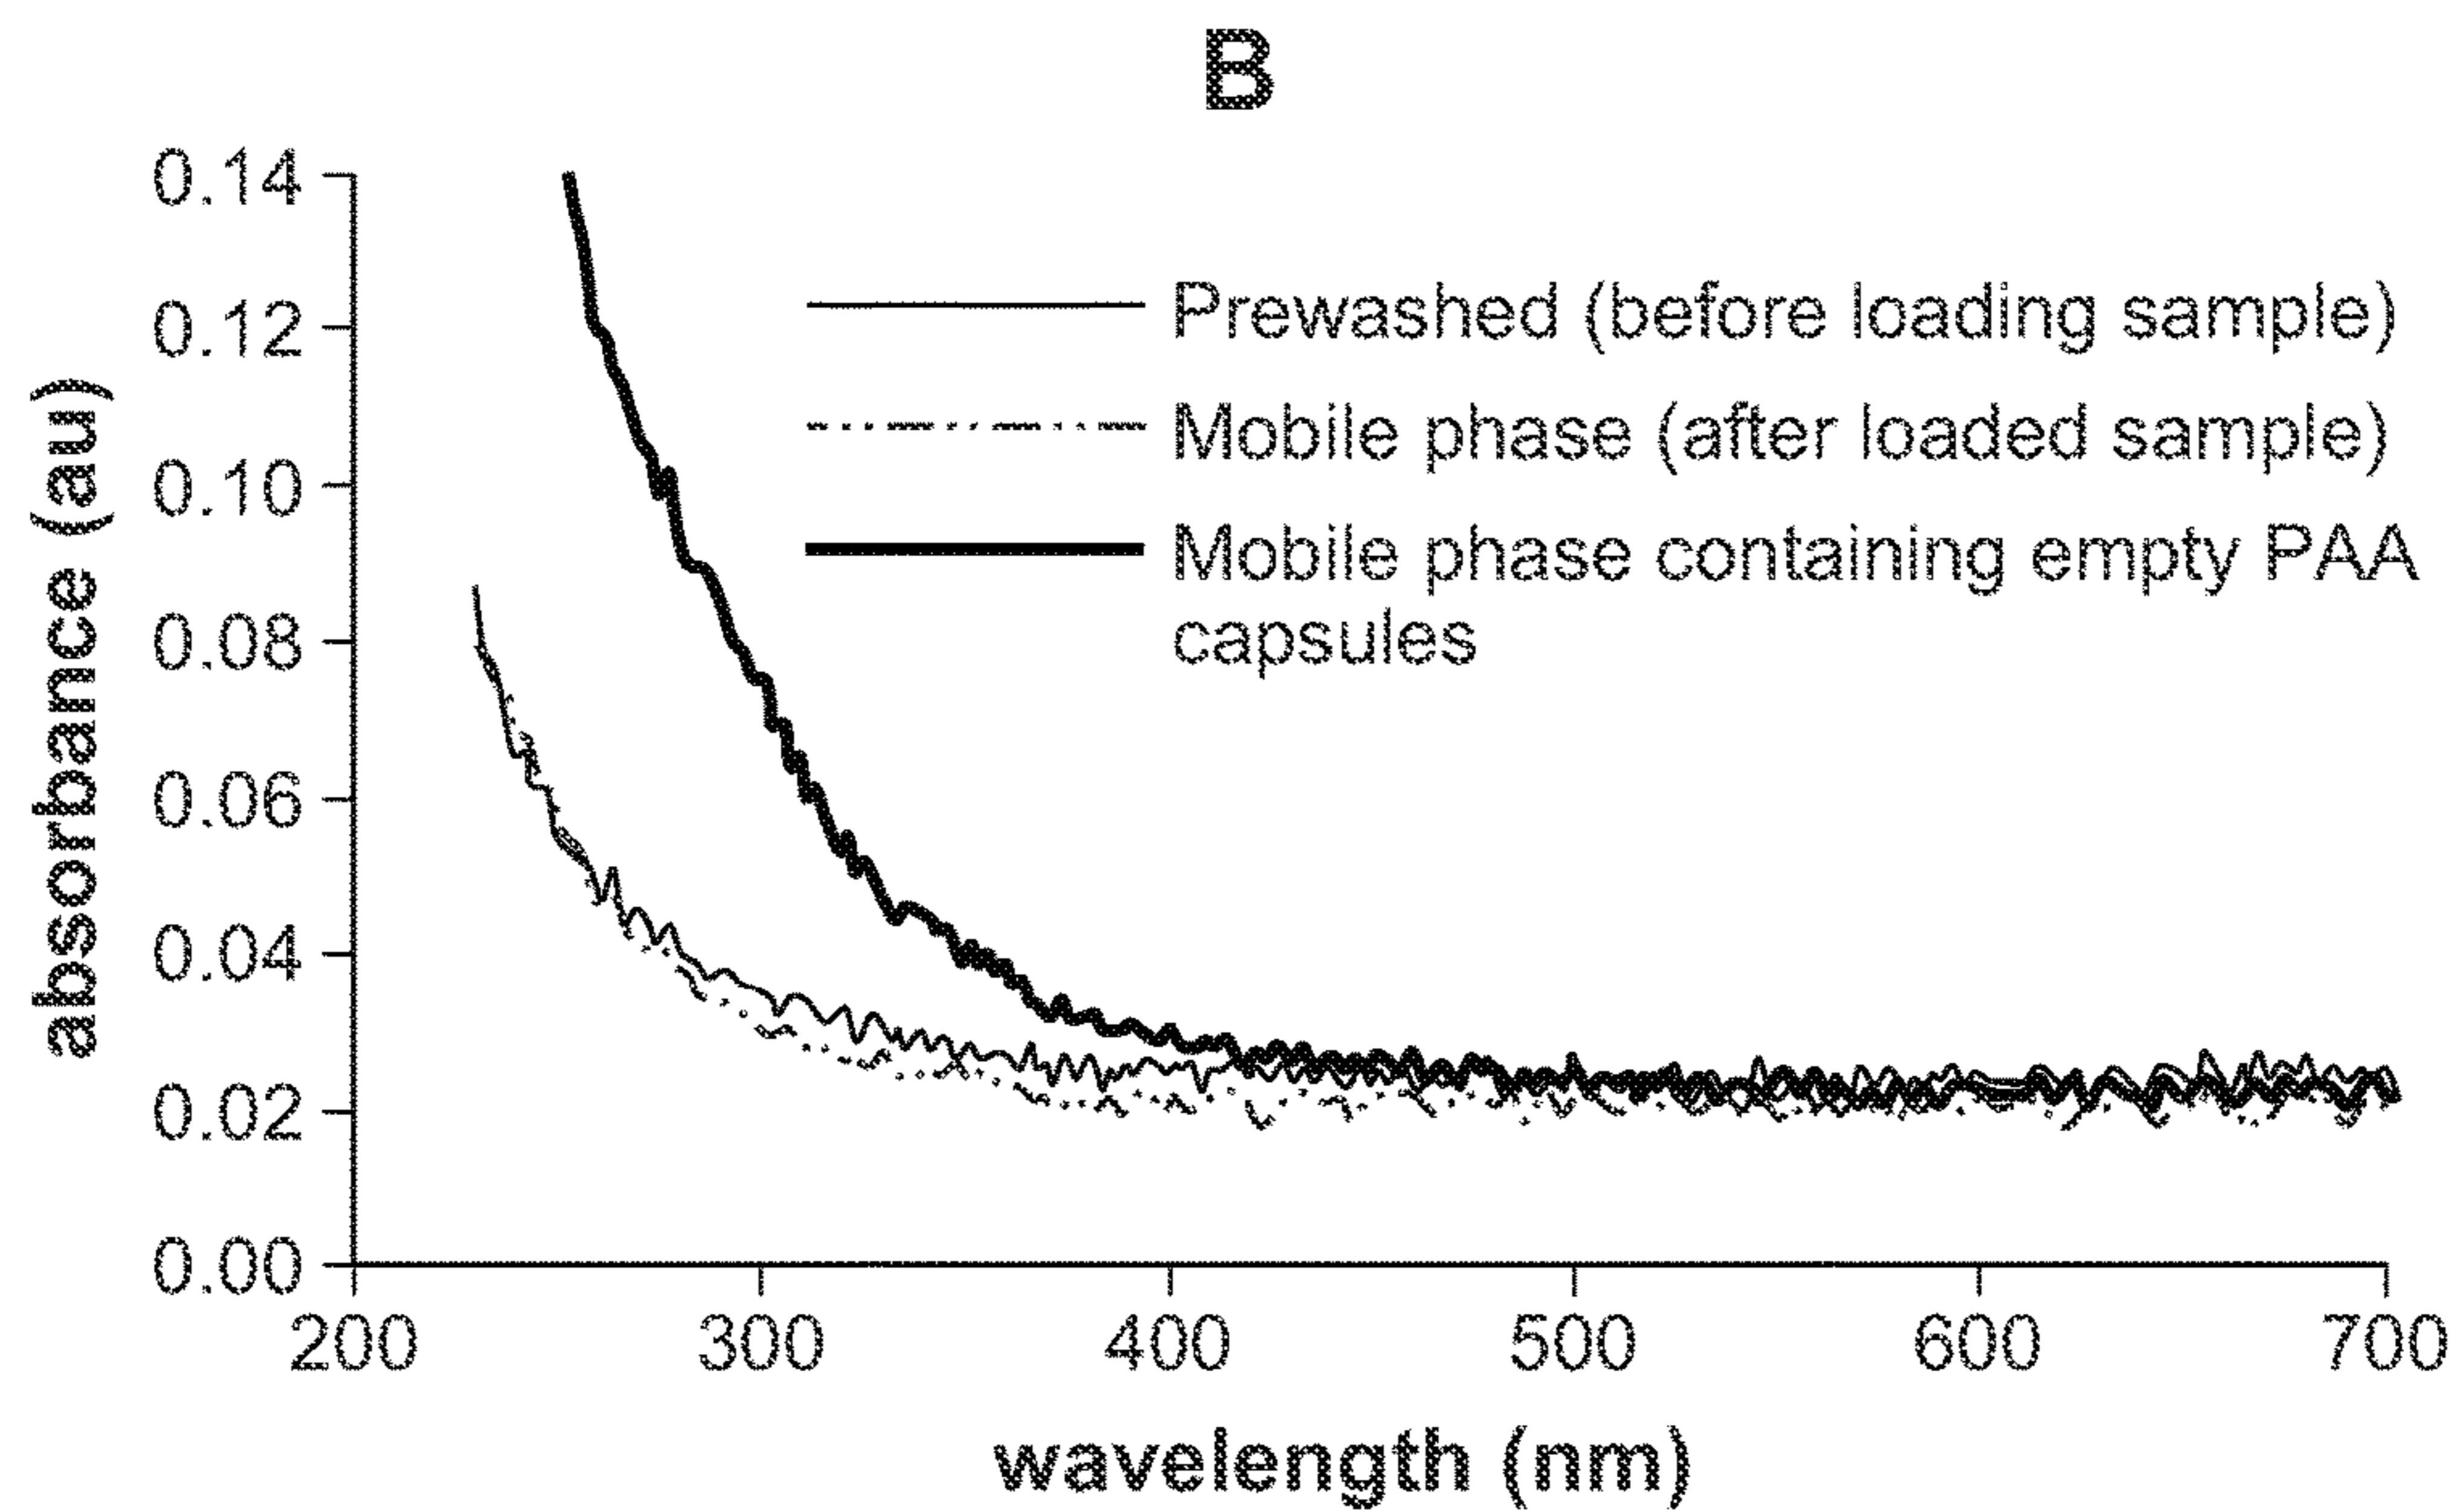 B
0.14
0.12
0.10
0.08
0.06
0.04
0.02
0.00
absorbance (au)
Prewashed (before loading sample)
Mobile phase (after loaded sample)
Mobile phase containing empty PAA
capsules
200 300 400 500 600 700
wavelength (nm)